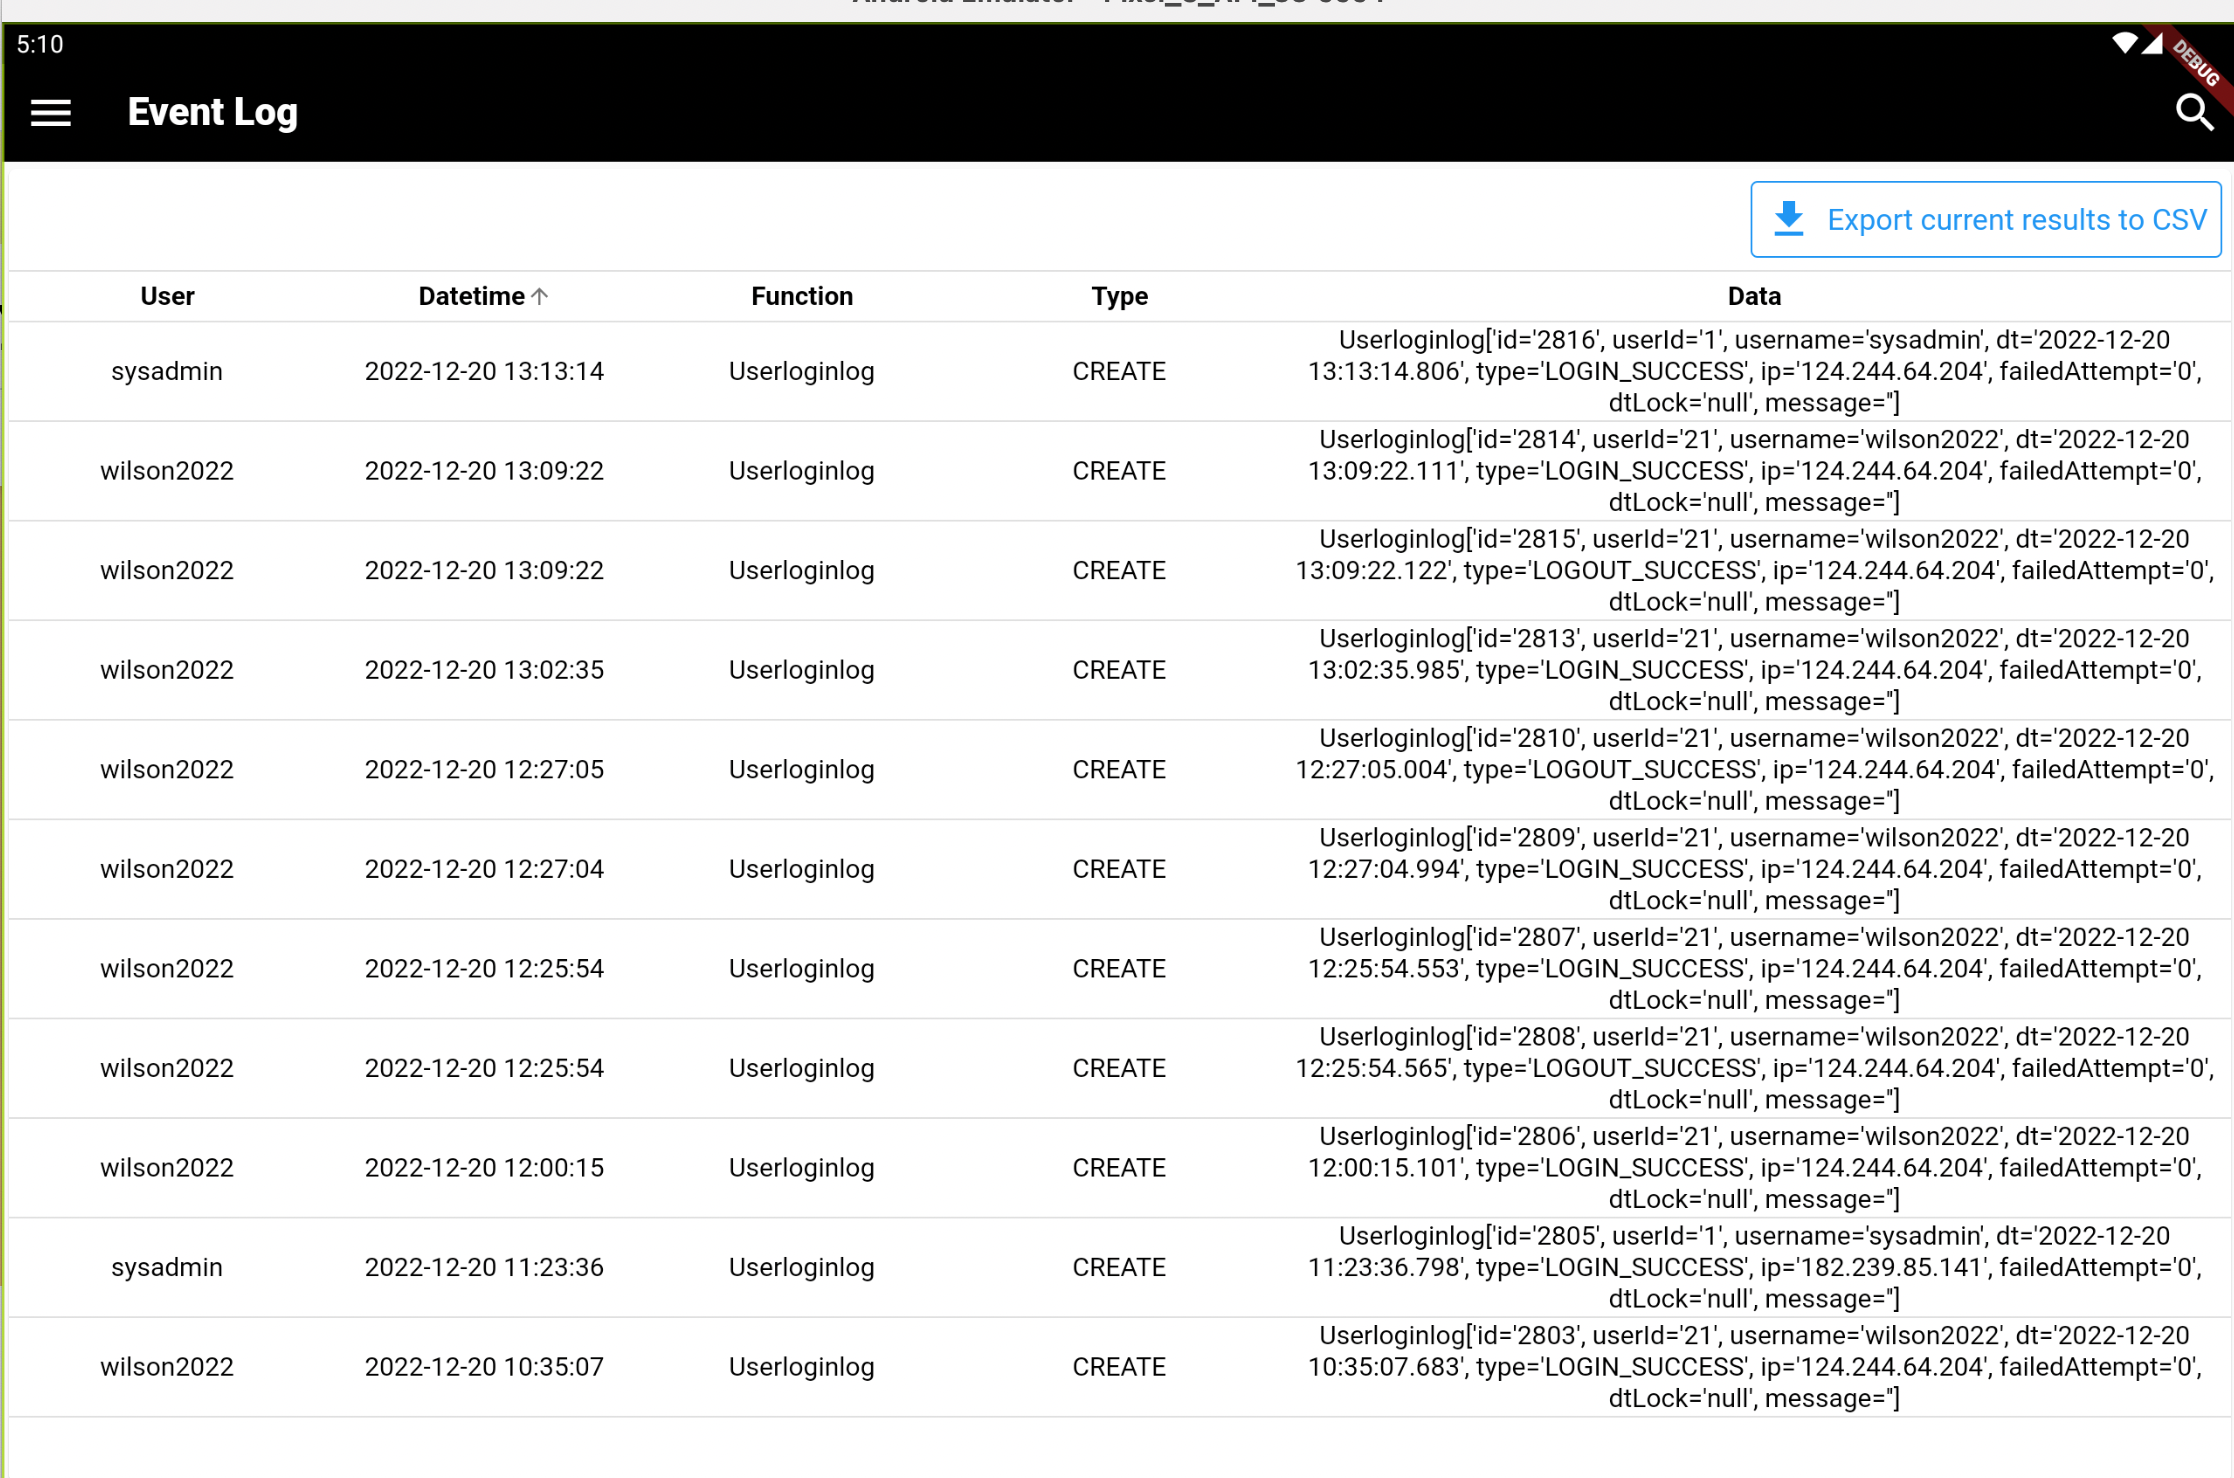 5:10
DEBUG
Event Log
Export current results to CSV
User Datetime Function Type Data
sysadmin 2022-12-20 13:13:14 Userloginlog CREATE Userloginlog['id='2816', userId='1', username='sysadmin', dt='2022-12-20
13:13:14.806', type='LOGIN_SUCCESS', ip='124.244.64.204', failedAttempt='0',
dtLock='null', message='']
wilson2022 2022-12-20 13:09:22 Userloginlog CREATE Userloginlog['id='2814', userId='21', username='wilson2022', dt='2022-12-20
13:09:22.111', type='LOGIN_SUCCESS', ip='124.244.64.204', failedAttempt='0',
dtLock='null', message='']
wilson2022 2022-12-20 13:09:22 Userloginlog CREATE Userloginlog['id='2815', userId='21', username='wilson2022', dt='2022-12-20
13:09:22.122', type='LOGOUT_SUCCESS', ip='124.244.64.204', failedAttempt='0',
dtLock='null', message='']
wilson2022 2022-12-20 13:02:35 Userloginlog CREATE Userloginlog['id='2813', userId='21', username='wilson2022', dt='2022-12-20
13:02:35.985', type='LOGIN_SUCCESS', ip='124.244.64.204', failedAttempt='0',
dtLock='null', message='']
wilson2022 2022-12-20 12:27:05 Userloginlog CREATE Userloginlog['id='2810', userId='21', username='wilson2022', dt='2022-12-20
12:27:05.004', type='LOGOUT_SUCCESS', ip='124.244.64.204', failedAttempt='0',
dtLock='null', message='']
wilson2022 2022-12-20 12:27:04 Userloginlog CREATE Userloginlog['id='2809', userId='21', username='wilson2022', dt='2022-12-20
12:27:04.994', type='LOGIN_SUCCESS', ip='124.244.64.204', failedAttempt='0',
dtLock='null', message='']
wilson2022 2022-12-20 12:25:54 Userloginlog CREATE Userloginlog['id='2807', userId='21', username='wilson2022', dt='2022-12-20
12:25:54.553', type='LOGIN_SUCCESS', ip='124.244.64.204', failedAttempt='0',
dtLock='null', message='']
wilson2022 2022-12-20 12:25:54 Userloginlog CREATE Userloginlog['id='2808', userId='21', username='wilson2022', dt='2022-12-20
12:25:54.565', type='LOGOUT_SUCCESS', ip='124.244.64.204', failedAttempt='0',
dtLock='null', message='']
wilson2022 2022-12-20 12:00:15 Userloginlog CREATE Userloginlog['id='2806', userId='21', username='wilson2022', dt='2022-12-20
12:00:15.101', type='LOGIN_SUCCESS', ip='124.244.64.204', failedAttempt='0',
dtLock='null', message='']
sysadmin 2022-12-20 11:23:36 Userloginlog CREATE Userloginlog['id='2805', userId='1', username='sysadmin', dt='2022-12-20
11:23:36.798', type='LOGIN_SUCCESS', ip='182.239.85.141', failedAttempt='0',
dtLock='null', message='']
wilson2022 2022-12-20 10:35:07 Userloginlog CREATE Userloginlog['id='2803', userId='21', username='wilson2022', dt='2022-12-20
10:35:07.683', type='LOGIN_SUCCESS', ip='124.244.64.204', failedAttempt='0',
dtLock='null', message='']